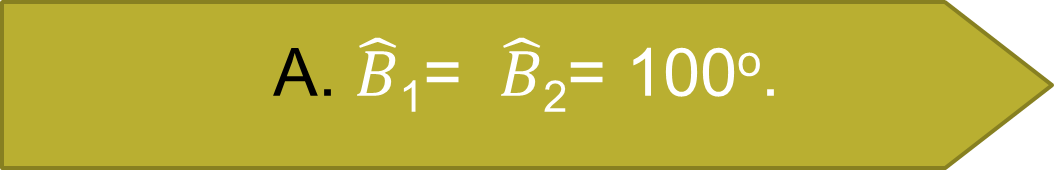 A. B̂₁= B̂₂= 100º.